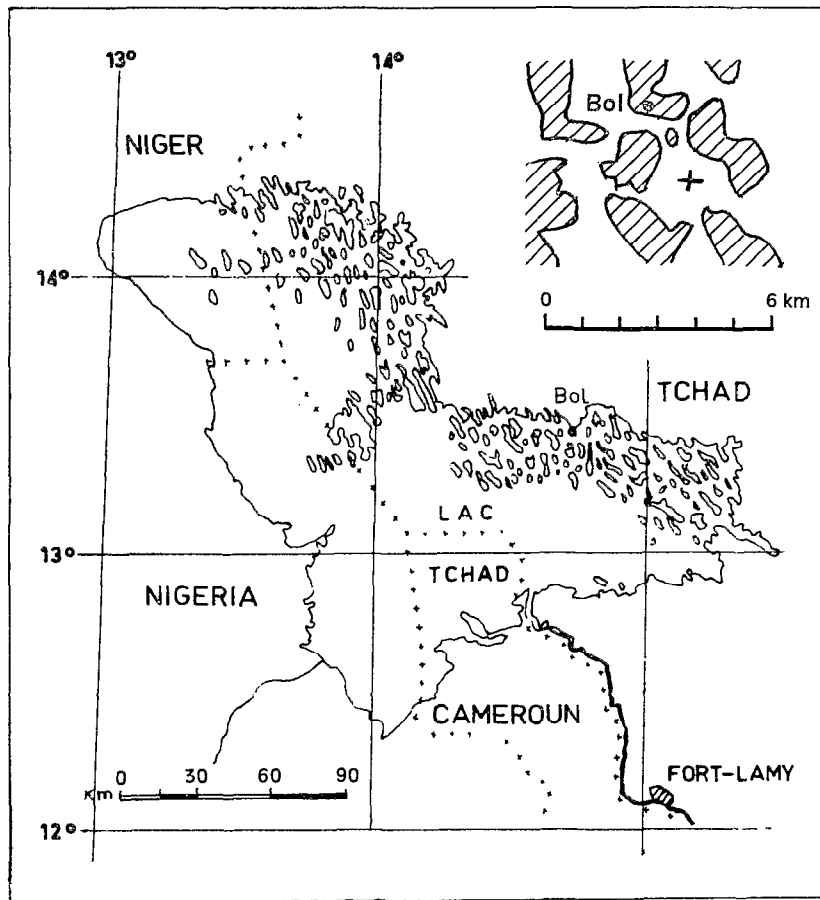 13° 14°
NIGER
Bol
14°
0 6 km
Bol
TCHAD
LAC
13°
TCHAD
NIGERIA
CAMEROUN
FORT-LAMY
0 30 60 90
Km
12°